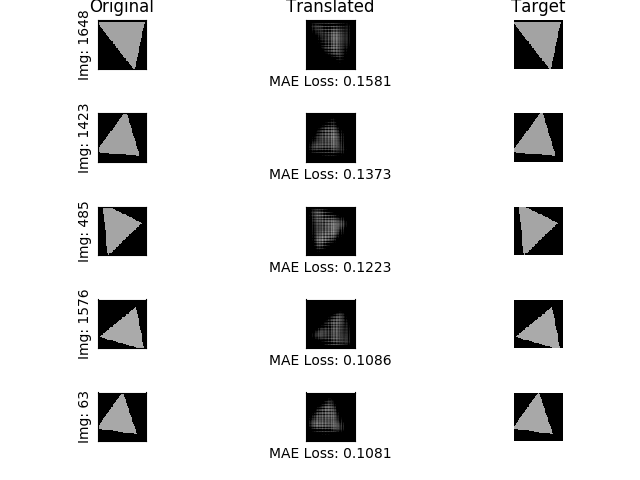 Original Translated Target
Img: 1648
MAE Loss: 0.1581
Img: 1423
MAE Loss: 0.1373
Img: 485
MAE Loss: 0.1223
Img: 1576
MAE Loss: 0.1086
Img: 63
MAE Loss: 0.1081